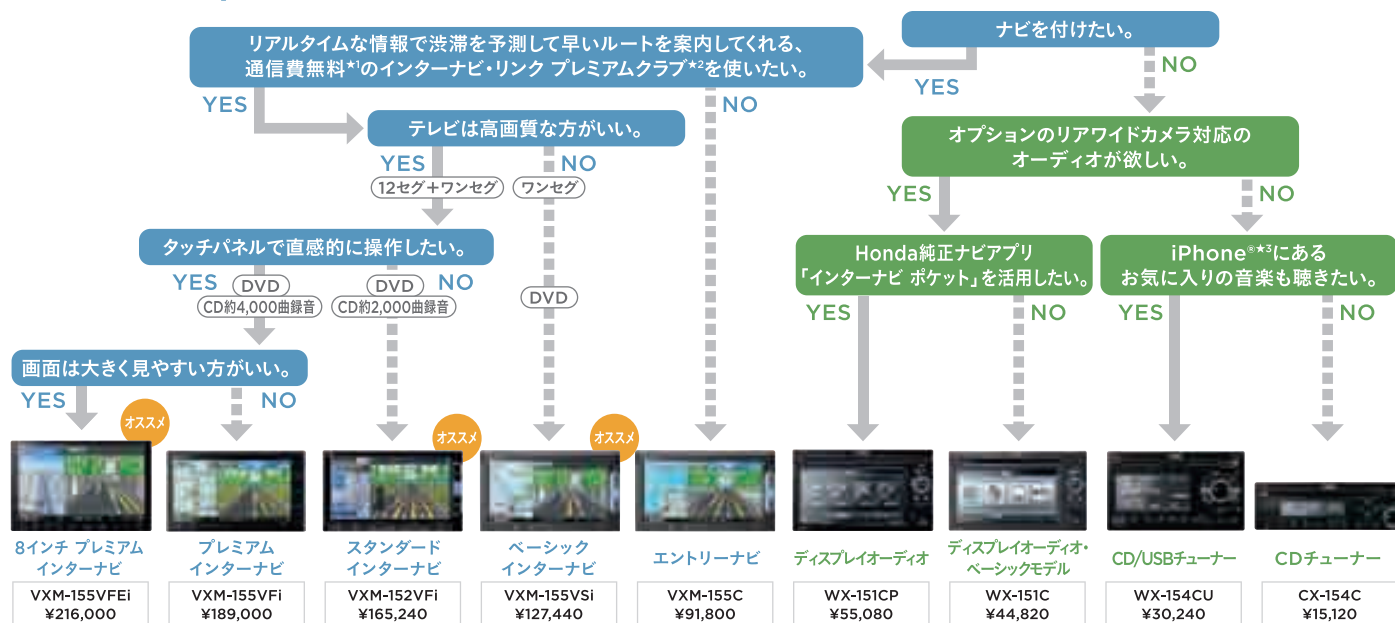 ナビを付けたい。
YES
NO
リアルタイムな情報で渋滞を予測して早いルートを案内してくれる、
通信費無料★1のインターナビ・リンク プレミアムクラブ★2を使いたい。
YES
NO
テレビは高画質な方がいい。
YES
NO
12セグ+ワンセグ
ワンセグ
タッチパネルで直感的に操作したい。
YES
DVD
CD約4,000曲録音
DVD
NO
CD約2,000曲録音
DVD
画面は大きく見やすい方がいい。
YES
NO
オプションのリアワイドカメラ対応の
オーディオが欲しい。
YES
NO
Honda純正ナビアプリ
「インターナビ ポケット」を活用したい。
YES
NO
iPhone®★3にある
お気に入りの音楽も聴きたい。
YES
NO
オススメ
8インチ プレミアム
インターナビ
VXM-155VFEi
¥216,000
プレミアム
インターナビ
VXM-155VFi
¥189,000
オススメ
スタンダード
インターナビ
VXM-152VFi
¥165,240
オススメ
ベーシック
インターナビ
VXM-155VSi
¥127,440
エントリーナビ
VXM-155C
¥91,800
ディスプレイオーディオ
WX-151CP
¥55,080
ディスプレイオーディオ・
ベーシックモデル
WX-151C
¥44,820
CD/USBチューナー
WX-154CU
¥30,240
CDチューナー
CX-154C
¥15,120